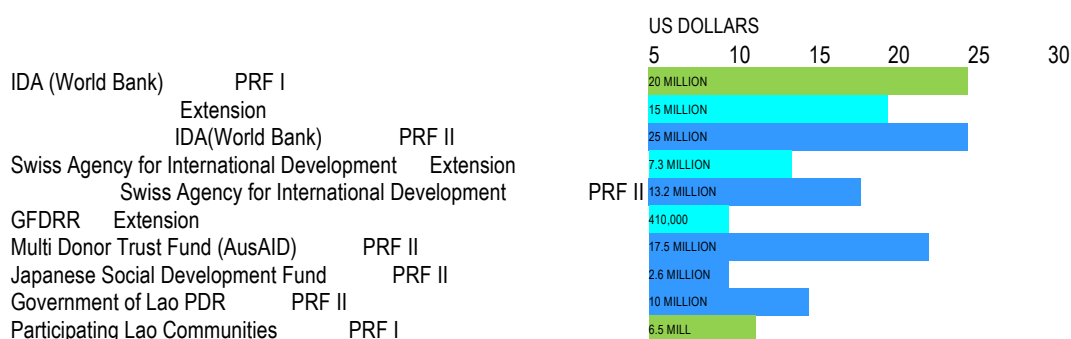 US DOLLARS
5 10 15 20 25 30
IDA (World Bank) PRF I 20 MILLION
Extension 15 MILLION
IDA(World Bank) PRF II 25 MILLION
Swiss Agency for International Development Extension 7.3 MILLION
Swiss Agency for International Development PRF II 13.2 MILLION
GFDRR Extension 410,000
Multi Donor Trust Fund (AusAID) PRF II 17.5 MILLION
Japanese Social Development Fund PRF II 2.6 MILLION
Government of Lao PDR PRF II 10 MILLION
Participating Lao Communities PRF I 6.5 MILL